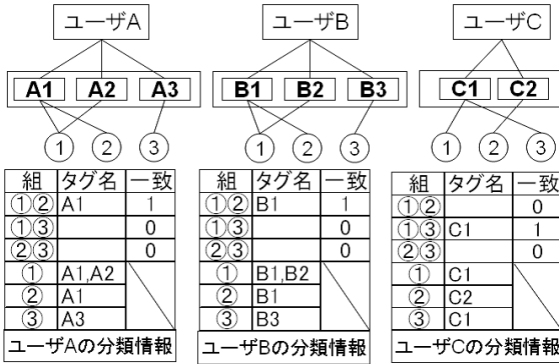 ユーザA
ユーザB
ユーザC
A1 A2 A3
B1 B2 B3
C1 C2
① ② ③
① ② ③
① ② ③
組 タグ名 一致
①② A1 1
①③ 0
②③ 0
① A1,A2
② A1
③ A3
ユーザAの分類情報
組 タグ名 一致
①② B1 1
①③ 0
②③ 0
① B1,B2
② B1
③ B3
ユーザBの分類情報
組 タグ名 一致
①② 0
①③ C1 1
②③ 0
① C1
② C2
③ C1
ユーザCの分類情報